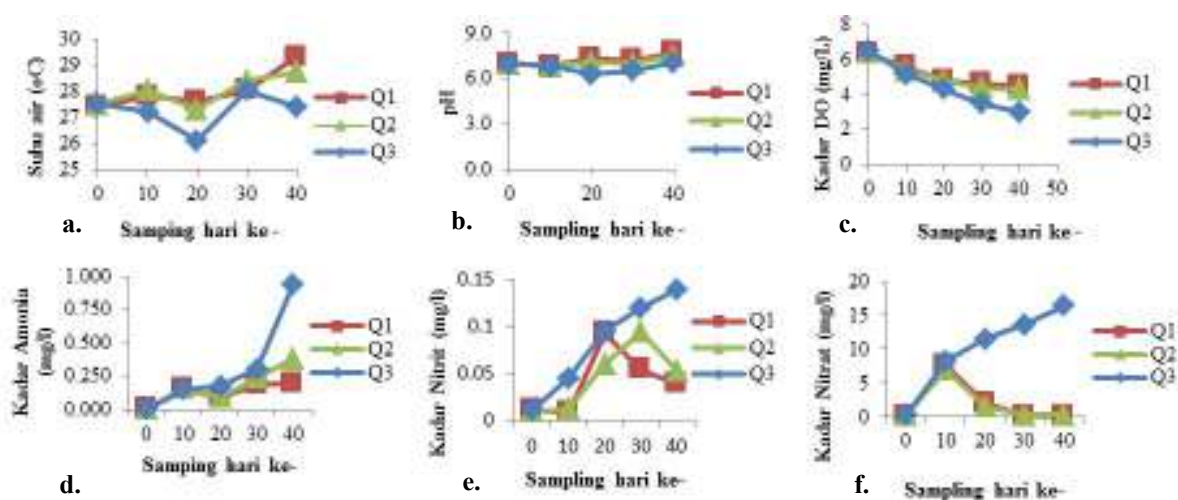 Suhu air (oC)
30
29
28
27
26
25
0 10 20 30 40
Q1
Q2
Q3
a.
Samping hari ke-
pH
9.0
6.0
3.0
0.0
0 20 40
Q1
Q2
Q3
b.
Sampling hari ke-
Kadar DO (mg/L)
8
6
4
2
0
0 10 20 30 40 50
Q1
Q2
Q3
c.
Sampling hari ke-
Kadar Amonia
(mg/l)
1.000
0.750
0.500
0.250
0.000
0 10 20 30 40
Q1
Q2
Q3
d.
Samping hari ke-
Kadar Nitrit (mg/l)
0.15
0.1
0.05
0
0 10 20 30 40
Q1
Q2
Q3
e.
Sampling hari ke-
Kadar Nitrat (mg/l)
20
15
10
5
0
0 10 20 30 40
Q1
Q2
Q3
f.
Sampling hari ke-